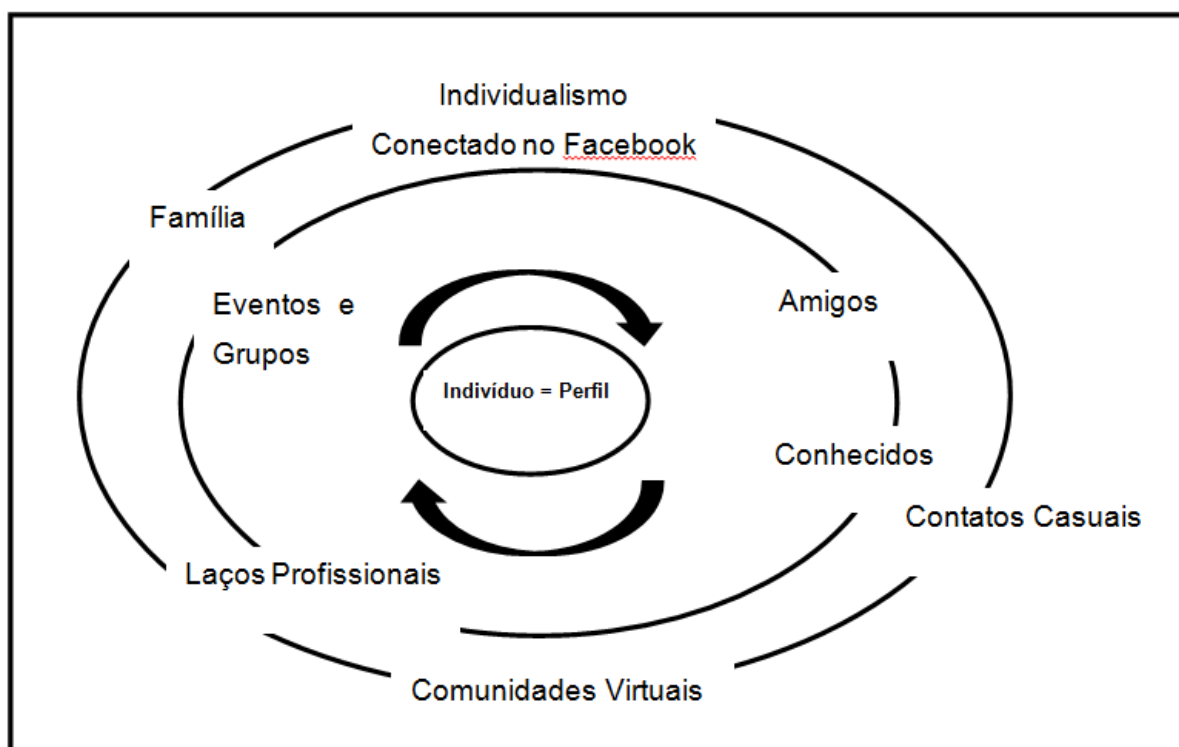 Individualismo
Conectado no Facebook
Família
Eventos e
Grupos
Amigos
Indivíduo = Perfil
Conhecidos
Contatos Casuais
Laços Profissionais
Comunidades Virtuais